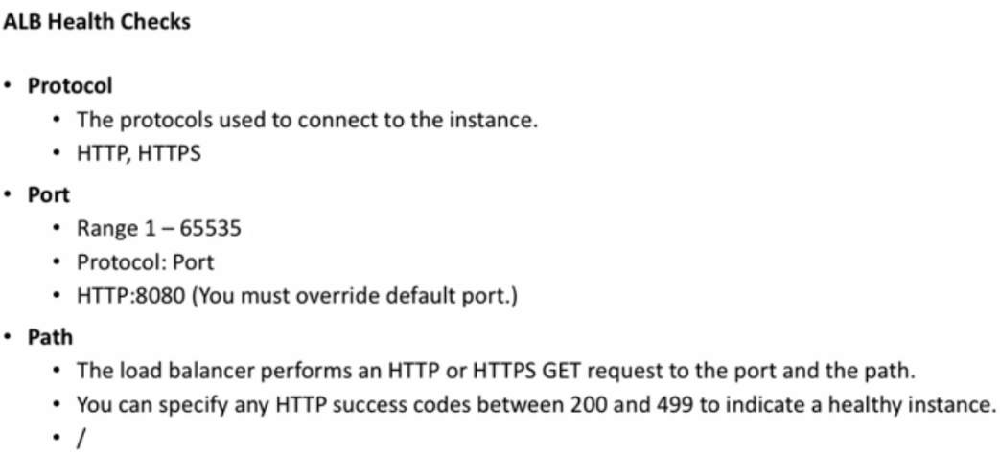 ALB Health Checks
• Protocol
• The protocols used to connect to the instance.
• HTTP, HTTPS
• Port
• Range 1 – 65535
• Protocol: Port
• HTTP:8080 (You must override default port.)
• Path
• The load balancer performs an HTTP or HTTPS GET request to the port and the path.
• You can specify any HTTP success codes between 200 and 499 to indicate a healthy instance.
• /